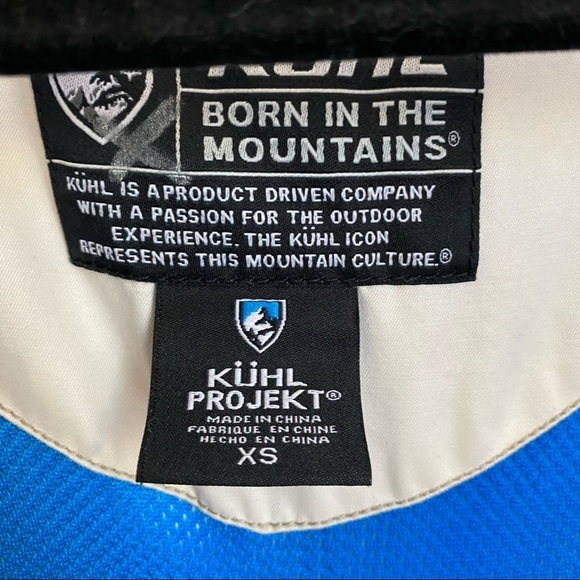 KÜHL
BORN IN THE
MOUNTAINS®
KÜHL IS A PRODUCT DRIVEN COMPANY
WITH A PASSION FOR THE OUTDOOR
EXPERIENCE. THE KÜHL ICON
REPRESENTS THIS MOUNTAIN CULTURE.®
KÜHL
PROJEKT®
MADE IN CHINA
FABRIQUE EN CHINE
HECHO EN CHINA
XS